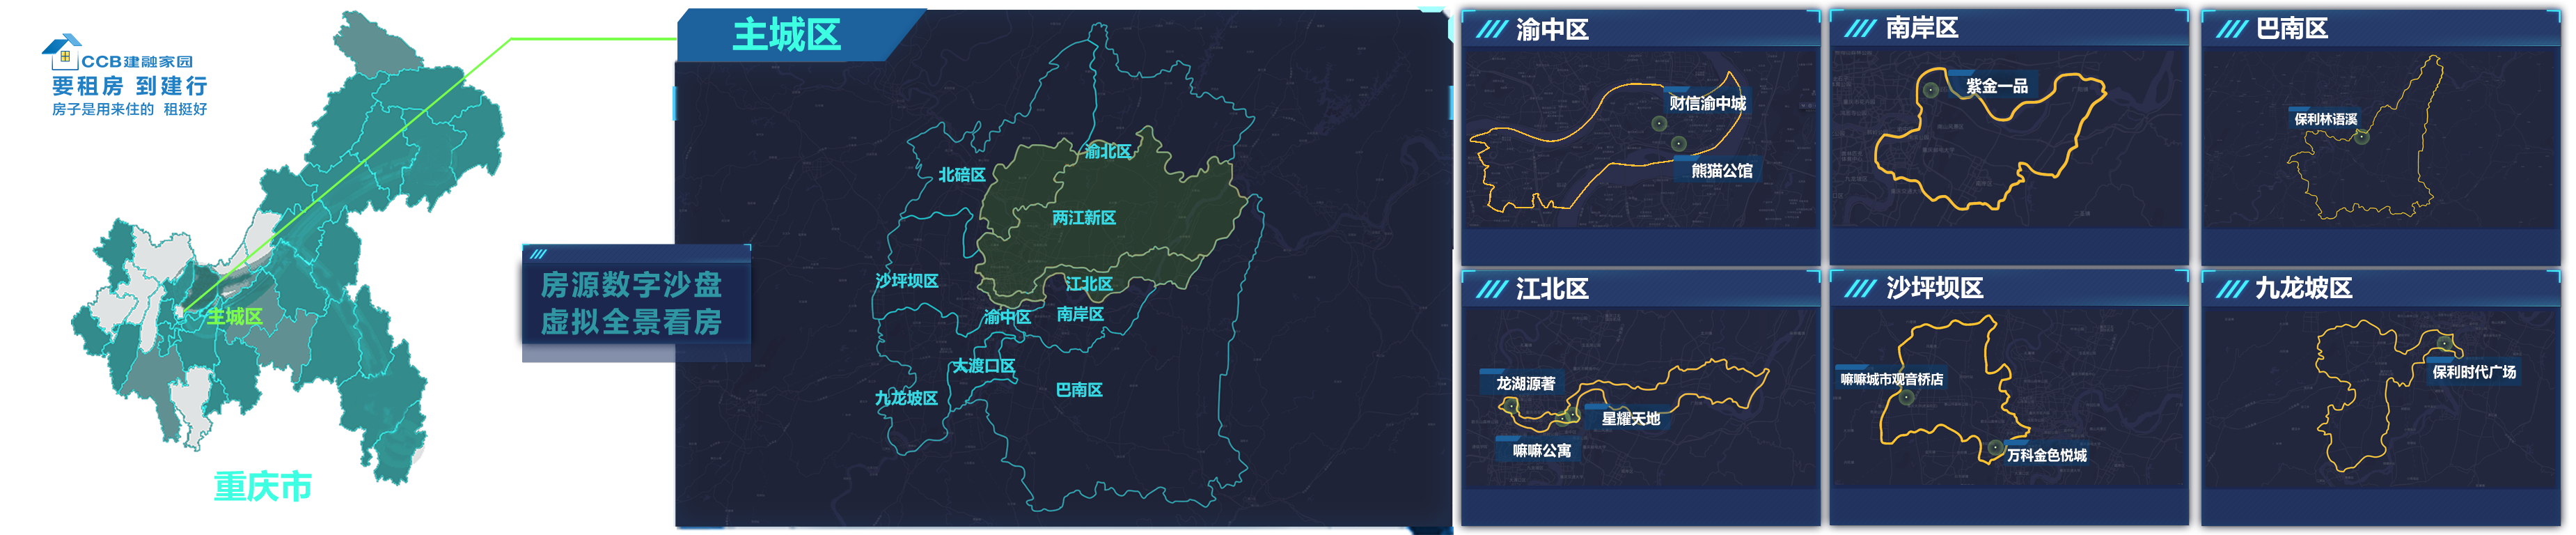 CCB建融家园
要租房 到建行
房子是用来住的 租挺好
主城区
重庆市
房源数字沙盘
虚拟全景看房
主城区
渝北区
北碚区
两江新区
沙坪坝区
江北区
渝中区
南岸区
大渡口区
九龙坡区
巴南区
渝中区
财信渝中城
熊猫公馆
南岸区
紫金一品
巴南区
保利林语溪
江北区
龙湖源著
星耀天地
嘛嘛公寓
沙坪坝区
嘛嘛城市观音桥店
万科金色悦城
九龙坡区
保利时代广场